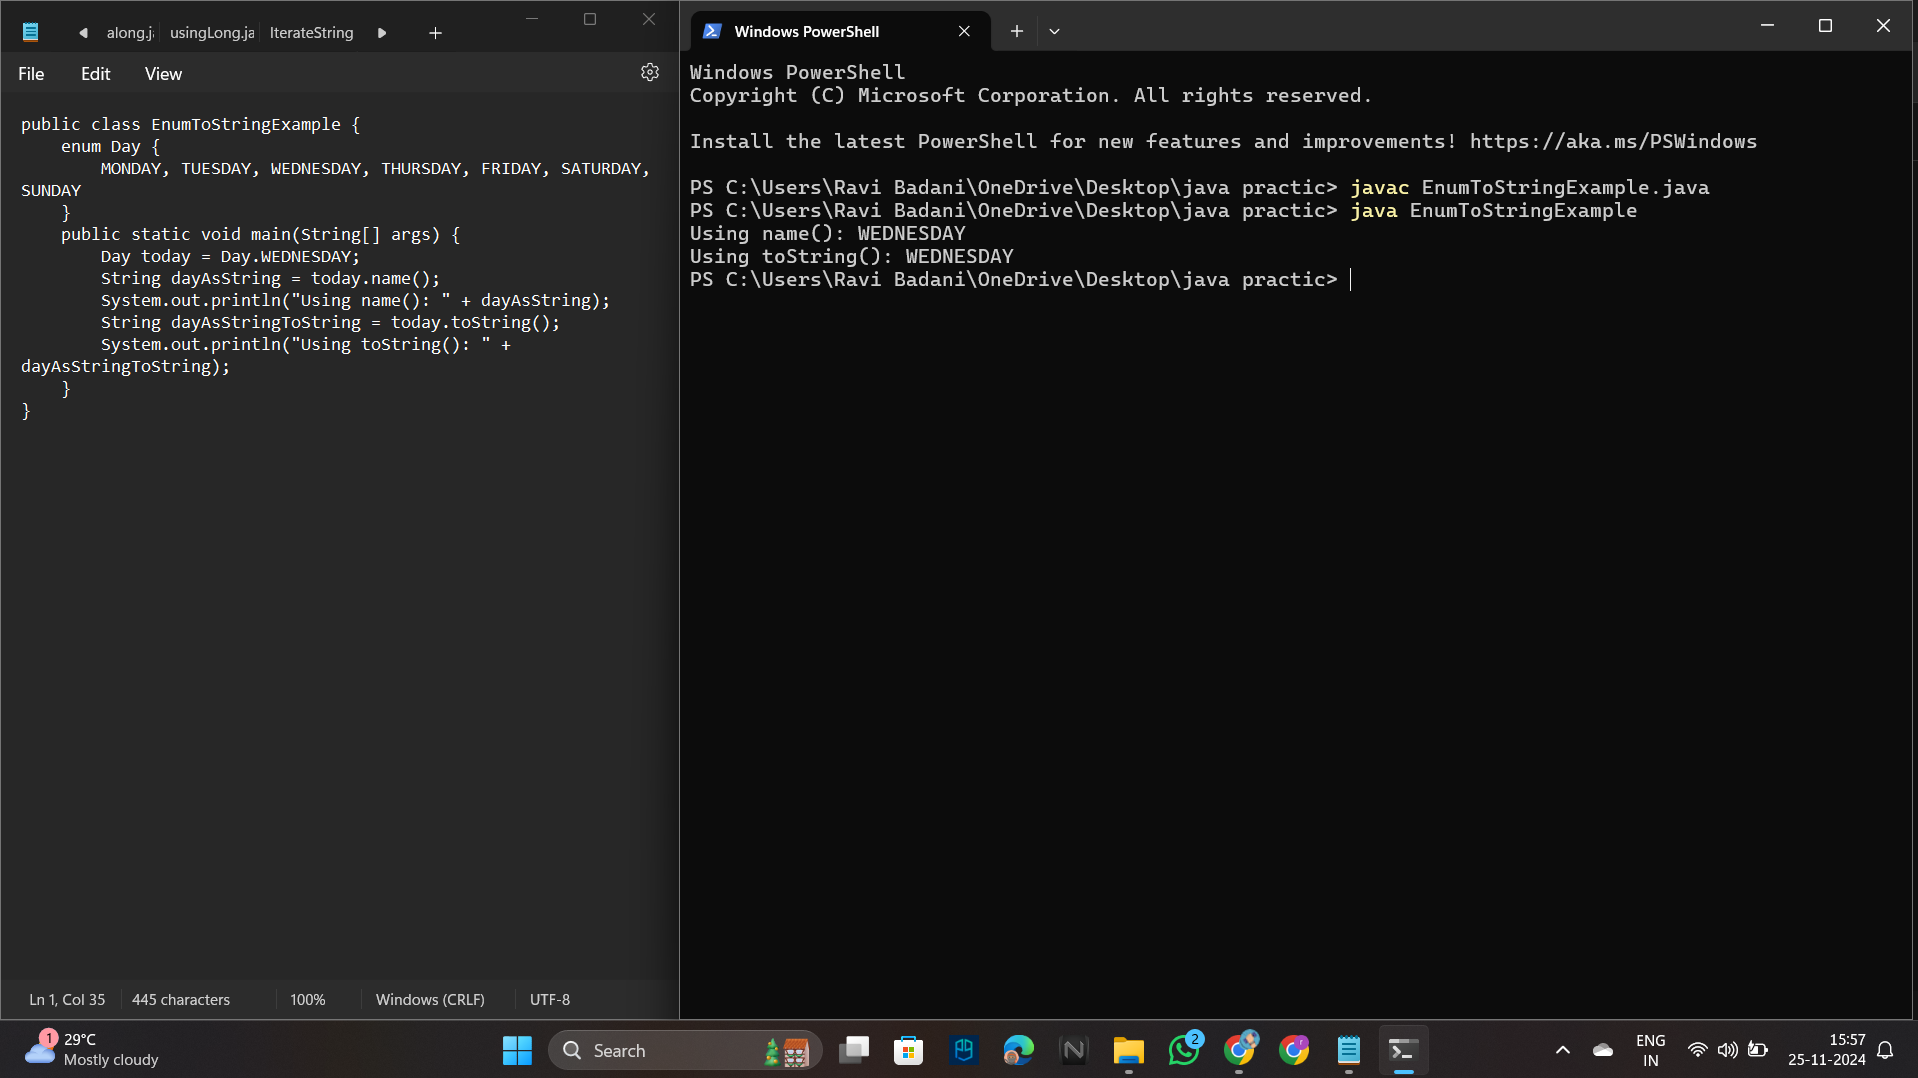 along.j
usingLong.ja
IterateString
File
Edit
View
public class EnumToStringExample {
    enum Day {
        MONDAY, TUESDAY, WEDNESDAY, THURSDAY, FRIDAY, SATURDAY,
SUNDAY
    }
    public static void main(String[] args) {
        Day today = Day.WEDNESDAY;
        String dayAsString = today.name();
        System.out.println("Using name(): " + dayAsString);
        String dayAsStringToString = today.toString();
        System.out.println("Using toString(): " +
dayAsStringToString);
    }
}
Ln 1, Col 35
445 characters
100%
Windows (CRLF)
UTF-8
Windows PowerShell
Windows PowerShell
Copyright (C) Microsoft Corporation. All rights reserved.
Install the latest PowerShell for new features and improvements! https://aka.ms/PSWindows
PS C:\Users\Ravi Badani\OneDrive\Desktop\java practic> javac EnumToStringExample.java
PS C:\Users\Ravi Badani\OneDrive\Desktop\java practic> java EnumToStringExample
Using name(): WEDNESDAY
Using toString(): WEDNESDAY
PS C:\Users\Ravi Badani\OneDrive\Desktop\java practic>
1
29°C
Mostly cloudy
Search
2
ENG
IN
15:57
25-11-2024